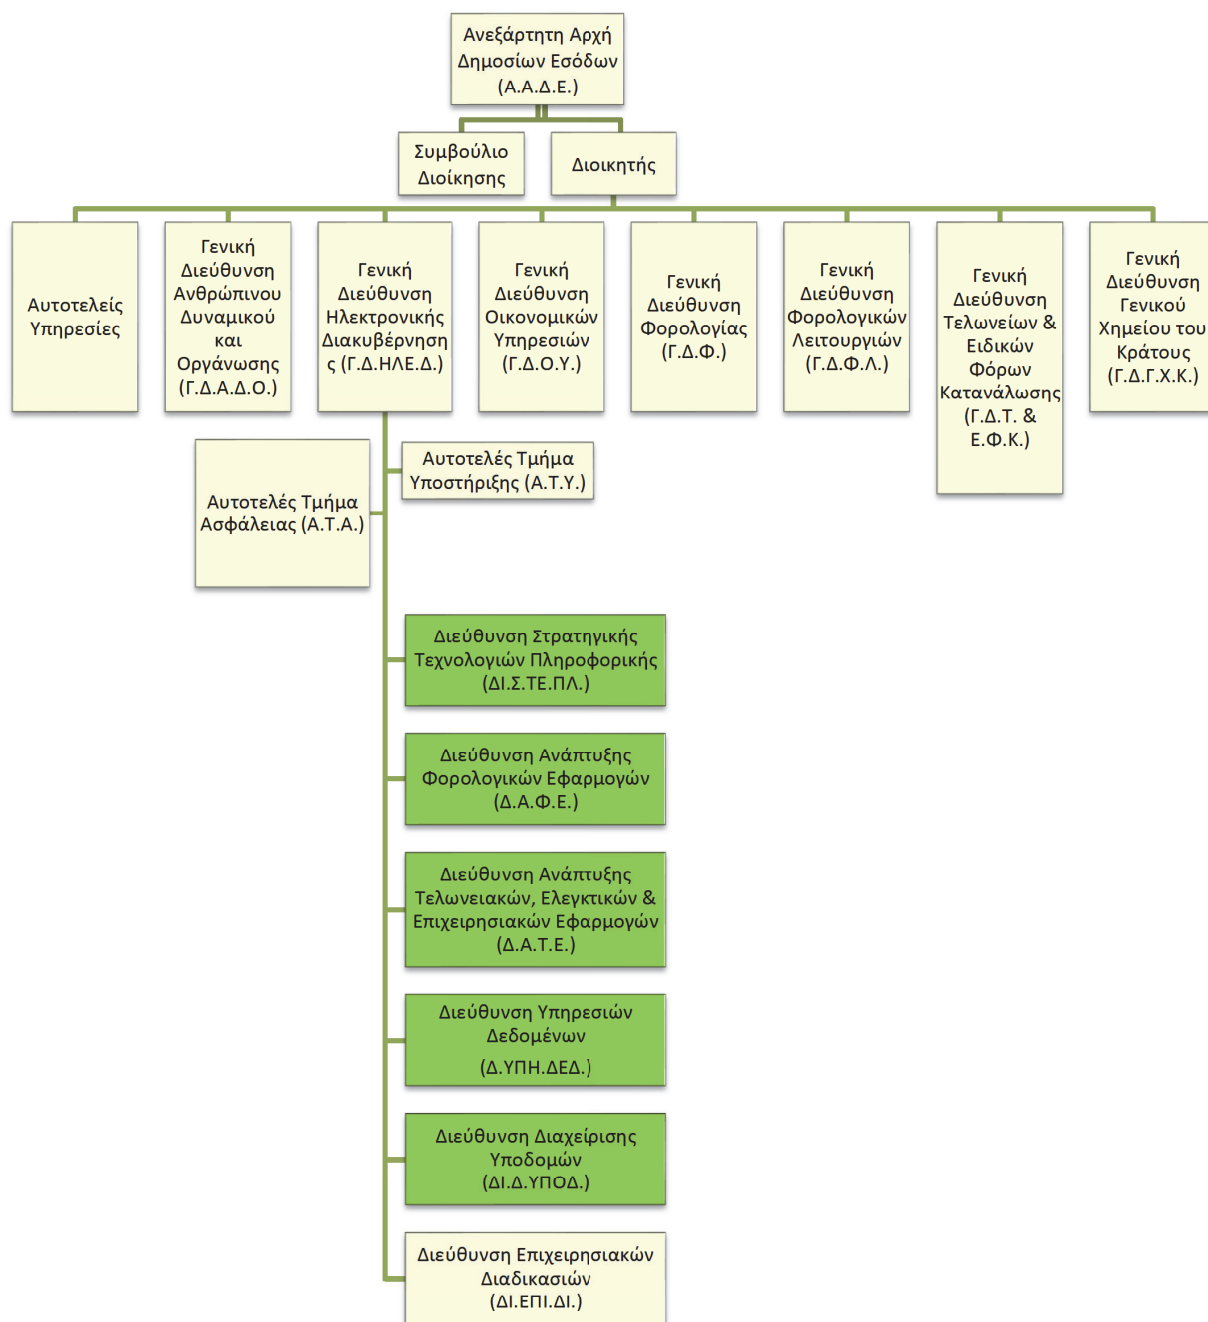 Ανεξάρτητη Αρχή
Δημοσίων Εσόδων
(Α.Α.Δ.Ε.)
Συμβούλιο
Διοίκησης
Διοικητής
Αυτοτελείς
Υπηρεσίες
Γενική
Διεύθυνση
Ανθρώπινου
Δυναμικού
και
Οργάνωσης
(Γ.Δ.Α.Δ.Ο.)
Γενική
Διεύθυνση
Ηλεκτρονικής
Διακυβέρνηση
ς (Γ.Δ.ΗΛΕ.Δ.)
Γενική
Διεύθυνση
Οικονομικών
Υπηρεσιών
(Γ.Δ.Ο.Υ.)
Γενική
Διεύθυνση
Φορολογίας
(Γ.Δ.Φ.)
Γενική
Διεύθυνση
Φορολογικών
Λειτουργιών
(Γ.Δ.Φ.Λ.)
Γενική
Διεύθυνση
Τελωνείων &
Ειδικών
Φόρων
Κατανάλωσης
(Γ.Δ.Τ. &
Ε.Φ.Κ.)
Γενική
Διεύθυνση
Γενικού
Χημείου του
Κράτους
(Γ.Δ.Γ.Χ.Κ.)
Αυτοτελές Τμήμα
Υποστήριξης (Α.Τ.Υ.)
Αυτοτελές Τμήμα
Ασφάλειας (Α.Τ.Α.)
Διεύθυνση Στρατηγικής
Τεχνολογιών Πληροφορικής
(ΔΙ.Σ.ΤΕ.ΠΛ.)
Διεύθυνση Ανάπτυξης
Φορολογικών Εφαρμογών
(Δ.Α.Φ.Ε.)
Διεύθυνση Ανάπτυξης
Τελωνειακών, Ελεγκτικών &
Επιχειρησιακών Εφαρμογών
(Δ.Α.Τ.Ε.)
Διεύθυνση Υπηρεσιών
Δεδομένων
(Δ.ΥΠΗ.ΔΕΔ.)
Διεύθυνση Διαχείρισης
Υποδομών
(ΔΙ.Δ.ΥΠΟΔ.)
Διεύθυνση Επιχειρησιακών
Διαδικασιών
(ΔΙ.ΕΠΙ.ΔΙ.)